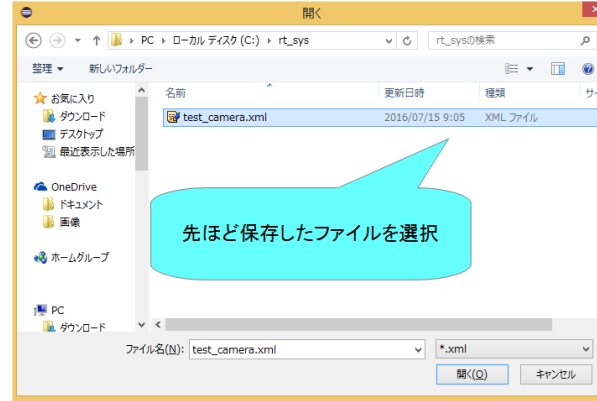 開く
PC ▸ ローカル ディスク (C:) ▸ rt_sys
rt_sysの検索
整理 ▼ 新しいフォルダー
名前 更新日時 種類 サイ
お気に入り
ダウンロード
デスクトップ
最近表示した場所
OneDrive
ドキュメント
画像
ホームグループ
PC
ダウンロード
test_camera.xml 2016/07/15 9:05 XML ファイル
先ほど保存したファイルを選択
ファイル名(N): test_camera.xml
*.xml
開く(O) キャンセル